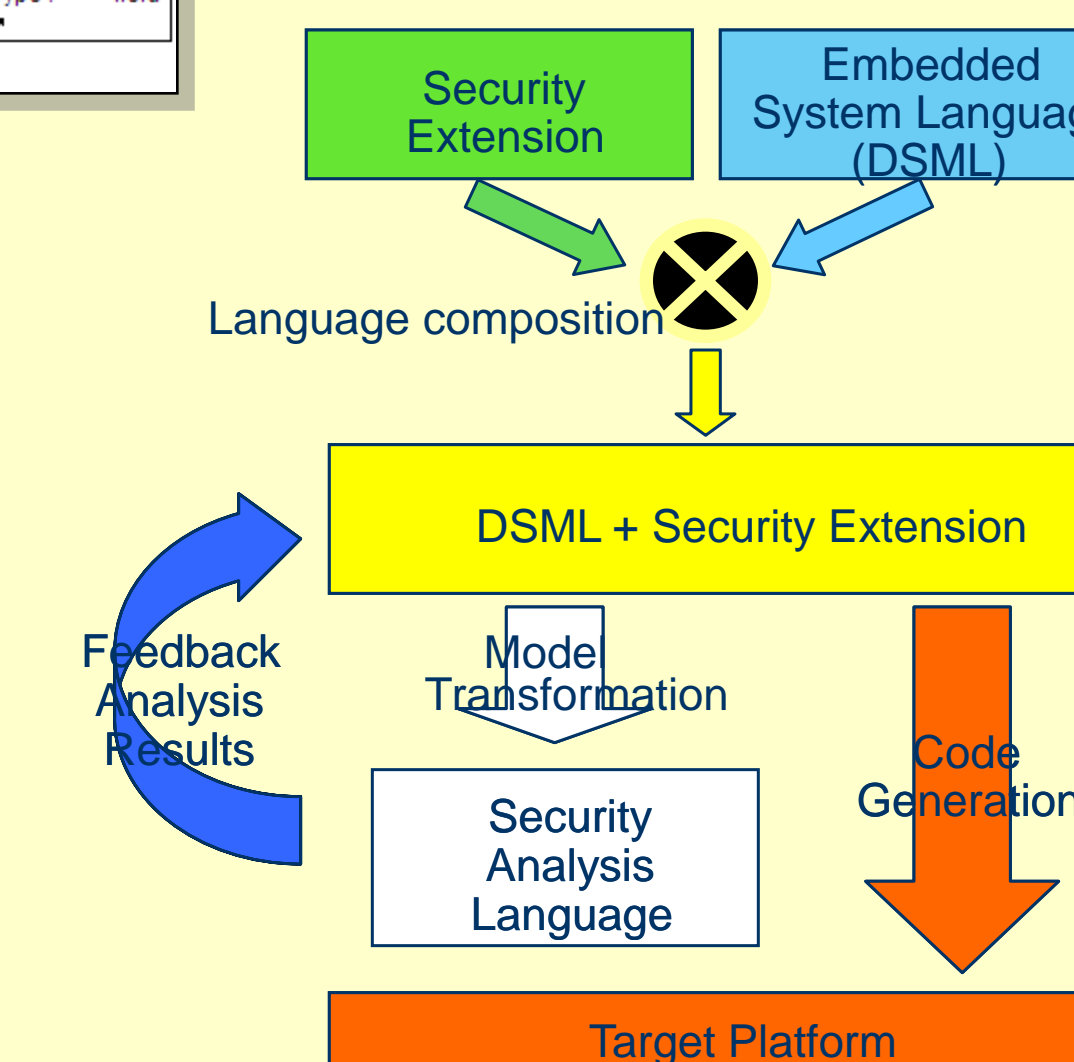 Security
Extension
Embedded
System Languag
(DSML)
Language composition
DSML + Security Extension
Feedback
Analysis
Results
Model
Transformation
Code
Generation
Security
Analysis
Language
Target Platform